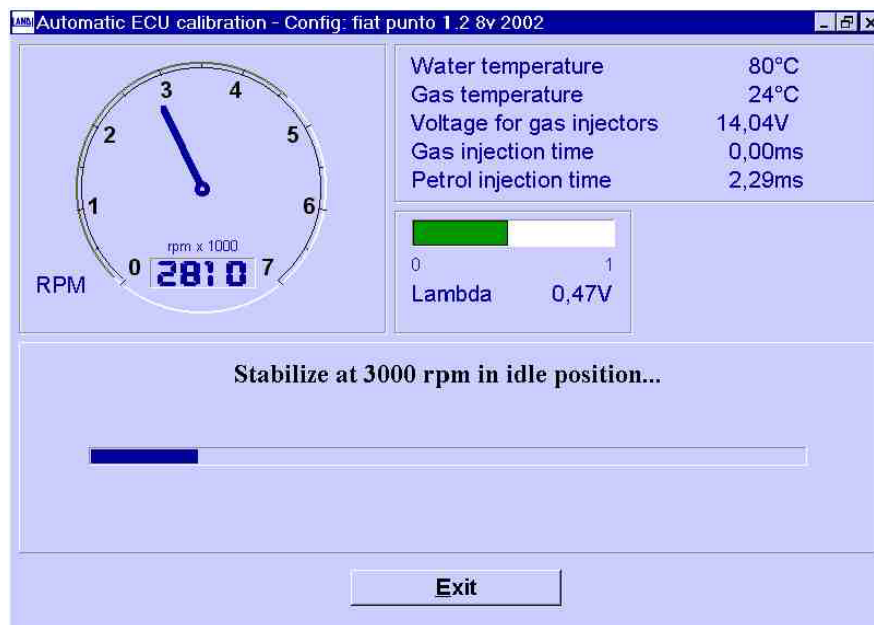 LANDI Automatic ECU calibration - Config: fiat punto 1.2 8v 2002
3 4
2 5
1 6
rpm x 1000
0 2810 7
RPM
Water temperature 80°C
Gas temperature 24°C
Voltage for gas injectors 14,04V
Gas injection time 0,00ms
Petrol injection time 2,29ms
0 1
Lambda 0,47V
Stabilize at 3000 rpm in idle position...
Exit